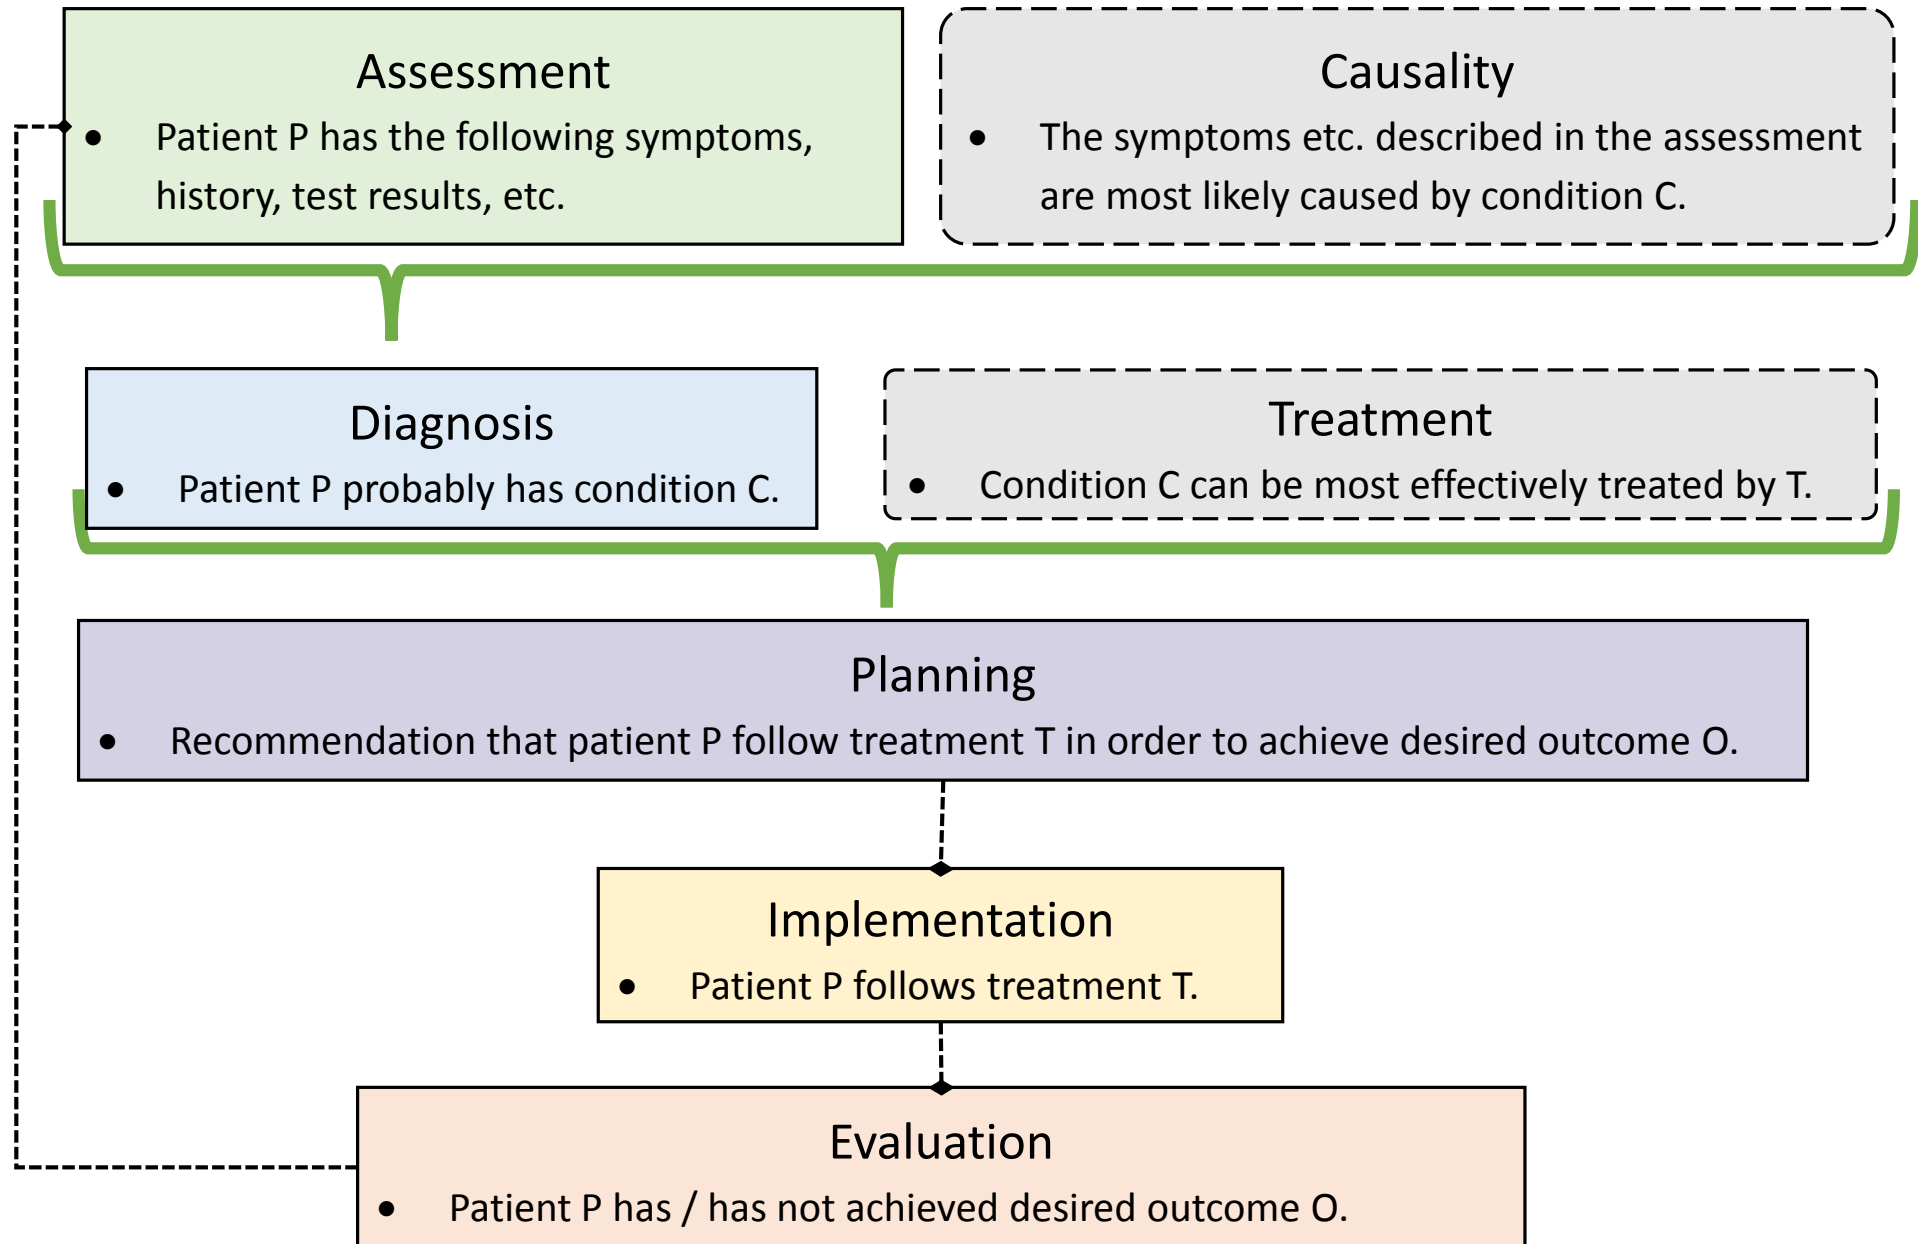 Assessment
• Patient P has the following symptoms,
history, test results, etc.
Causality
• The symptoms etc. described in the assessment
are most likely caused by condition C.
Diagnosis
• Patient P probably has condition C.
Treatment
• Condition C can be most effectively treated by T.
Planning
• Recommendation that patient P follow treatment T in order to achieve desired outcome O.
Implementation
• Patient P follows treatment T.
Evaluation
• Patient P has / has not achieved desired outcome O.